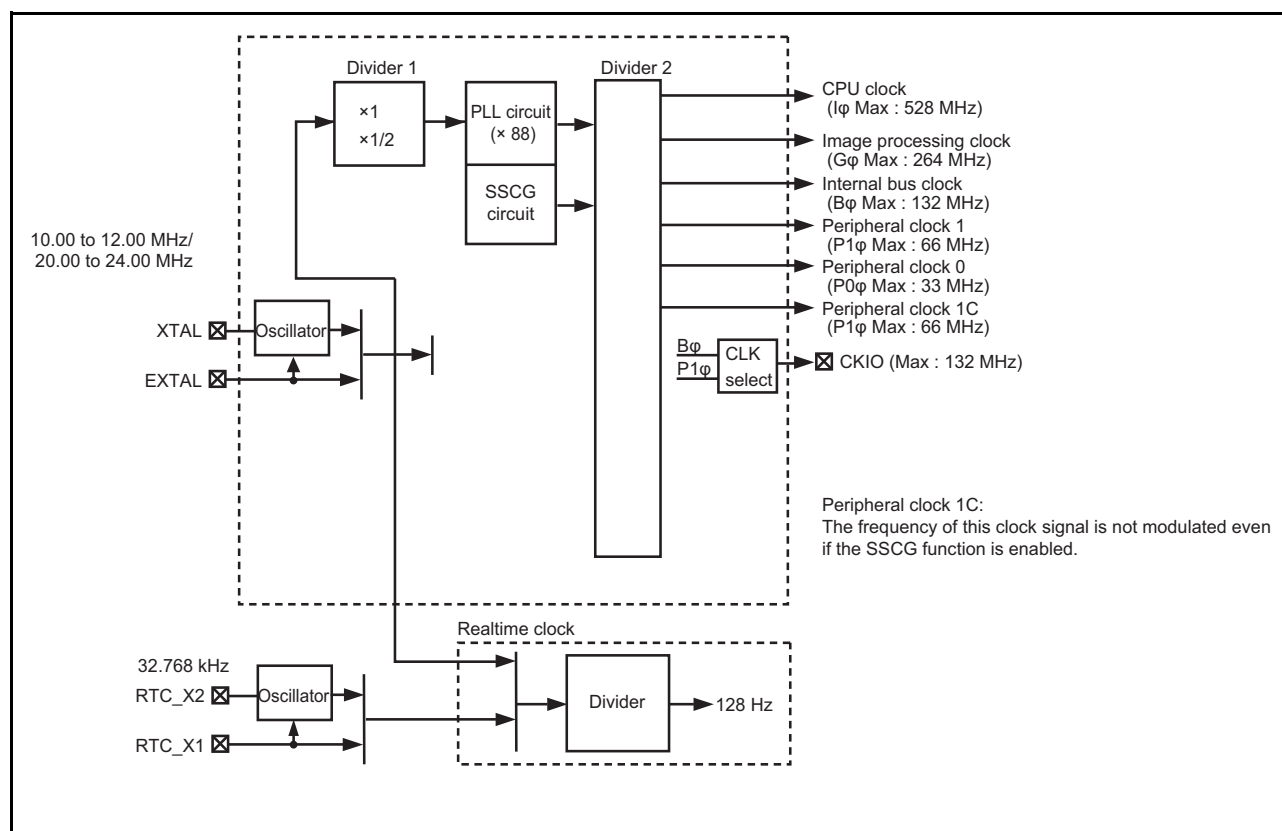 Divider 1
Divider 2
×1
×1/2
PLL circuit
(× 88)
SSCG
circuit
CPU clock
(Iφ Max : 528 MHz)
Image processing clock
(Gφ Max : 264 MHz)
Internal bus clock
(Bφ Max : 132 MHz)
Peripheral clock 1
(P1φ Max : 66 MHz)
Peripheral clock 0
(P0φ Max : 33 MHz)
Peripheral clock 1C
(P1φ Max : 66 MHz)
10.00 to 12.00 MHz/
20.00 to 24.00 MHz
XTAL
Oscillator
EXTAL
Bφ
P1φ
CLK
select
CKIO (Max : 132 MHz)
Peripheral clock 1C:
The frequency of this clock signal is not modulated even
if the SSCG function is enabled.
Realtime clock
32.768 kHz
RTC_X2
Oscillator
RTC_X1
Divider
128 Hz